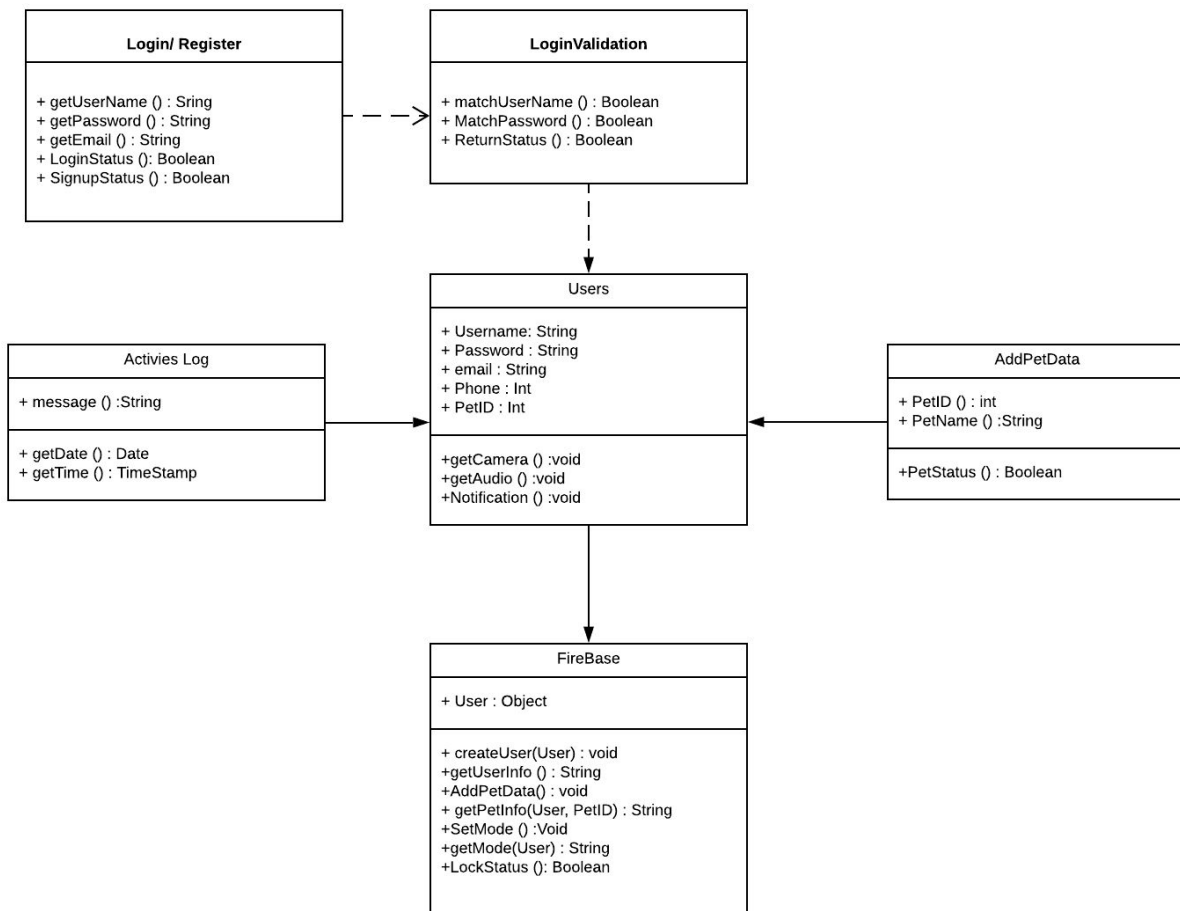 Login/ Register
+ getUserName () : Sring
+ getPassword () : String
+ getEmail () : String
+ LoginStatus (): Boolean
+ SignupStatus () : Boolean
LoginValidation
+ matchUserName () : Boolean
+ MatchPassword () : Boolean
+ ReturnStatus () : Boolean
Users
+ Username: String
+ Password : String
+ email : String
+ Phone : Int
+ PetID : Int
+getCamera () :void
+getAudio () :void
+Notification () :void
Activies Log
+ message () :String
+ getDate () : Date
+ getTime () : TimeStamp
AddPetData
+ PetID () : int
+ PetName () :String
+PetStatus () : Boolean
FireBase
+ User : Object
+ createUser(User) : void
+getUserInfo () : String
+AddPetData() : void
+ getPetInfo(User, PetID) : String
+SetMode () :Void
+getMode(User) : String
+LockStatus (): Boolean